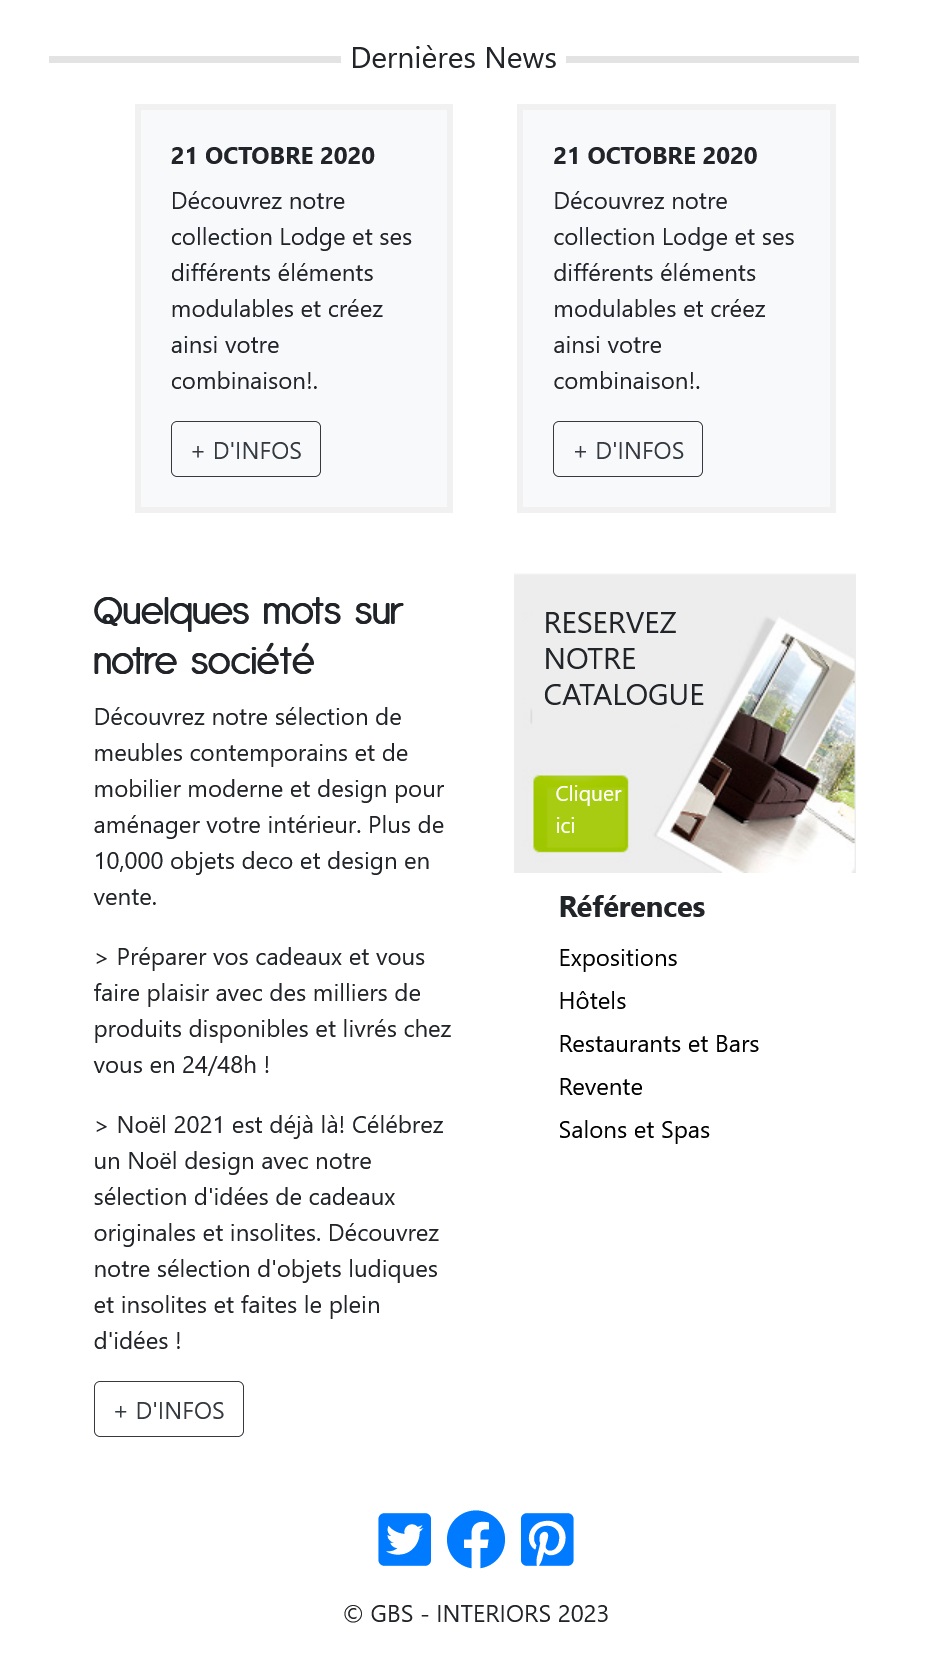 Dernières News
21 OCTOBRE 2020
Découvrez notre
collection Lodge et ses
différents éléments
modulables et créez
ainsi votre
combinaison!.
+ D'INFOS
21 OCTOBRE 2020
Découvrez notre
collection Lodge et ses
différents éléments
modulables et créez
ainsi votre
combinaison!.
+ D'INFOS
Quelques mots sur
notre société
Découvrez notre sélection de
meubles contemporains et de
mobilier moderne et design pour
aménager votre intérieur. Plus de
10,000 objets deco et design en
vente.
> Préparer vos cadeaux et vous
faire plaisir avec des milliers de
produits disponibles et livrés chez
vous en 24/48h !
> Noël 2021 est déjà là! Célébrez
un Noël design avec notre
sélection d'idées de cadeaux
originales et insolites. Découvrez
notre sélection d'objets ludiques
et insolites et faites le plein
d'idées !
+ D'INFOS
RESERVEZ
NOTRE
CATALOGUE
Cliquer
ici
Références
Expositions
Hôtels
Restaurants et Bars
Revente
Salons et Spas
© GBS - INTERIORS 2023